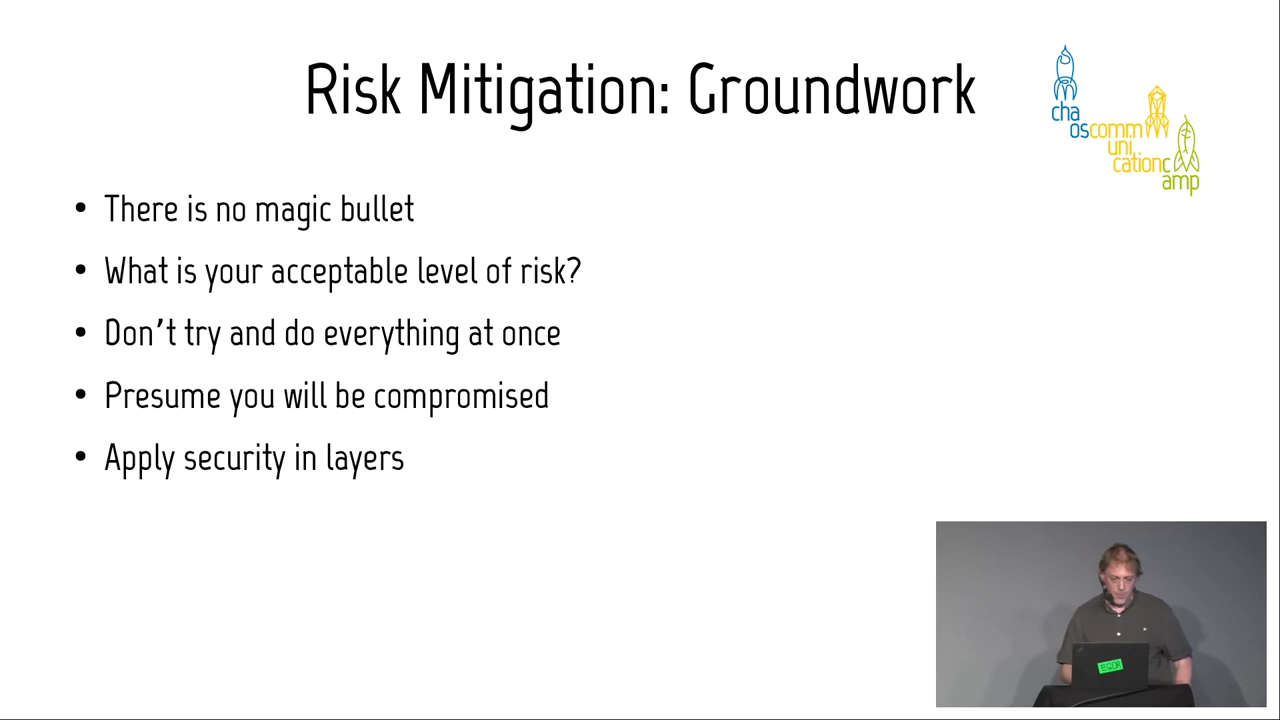 Risk Mitigation: Groundwork
cha
oscomm
uni
cationc
amp
• There is no magic bullet
• What is your acceptable level of risk?
• Don't try and do everything at once
• Presume you will be compromised
• Apply security in layers